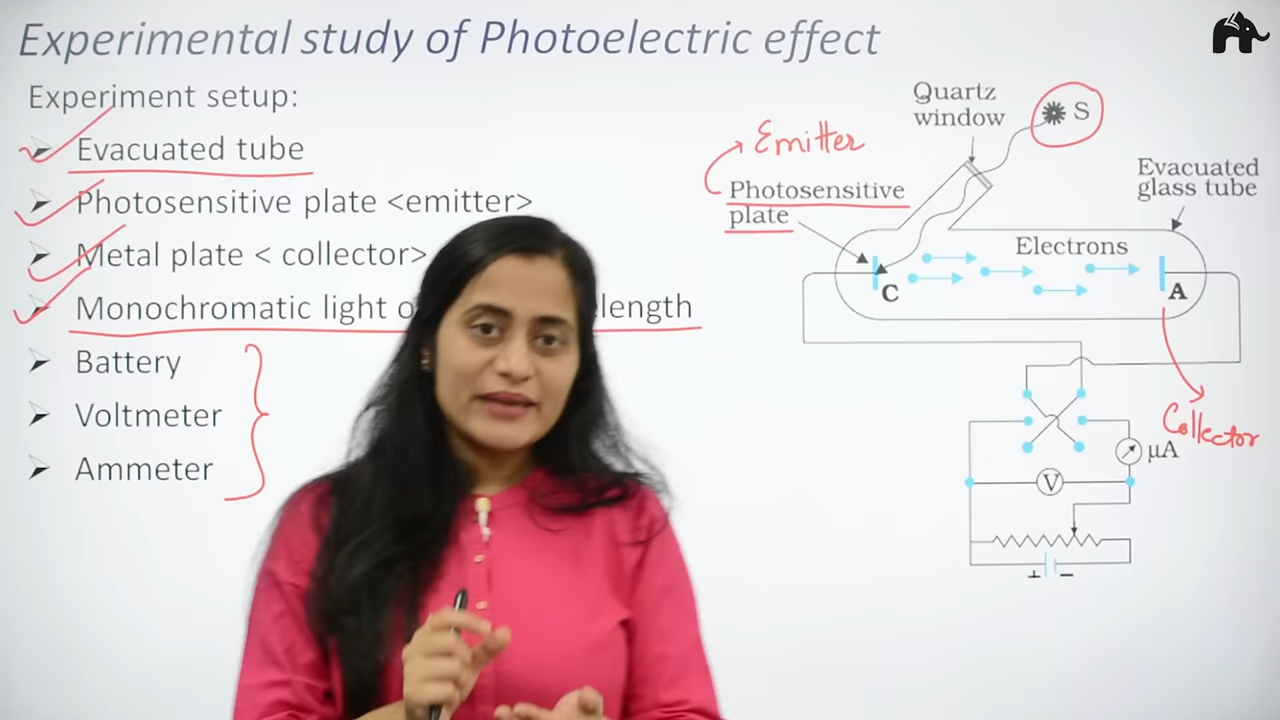 Experimental study of Photoelectric effect
Experiment setup:
Evacuated tube
Photosensitive plate <emitter>
Metal plate < collector>
Monochromatic light o
length
Battery
Voltmeter
Ammeter
Quartz
window
S
Emitter
Photosensitive
plate
Evacuated
glass tube
Electrons
C
A
Collector
μA
V
+ −